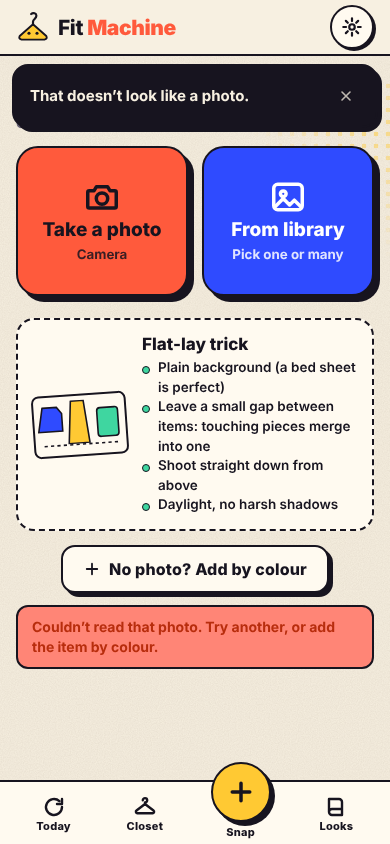 Fit Machine
That doesn’t look like a photo.
Take a photo
Camera
From library
Pick one or many
Flat-lay trick
Plain background (a bed sheet
is perfect)
Leave a small gap between
items: touching pieces merge
into one
Shoot straight down from
above
Daylight, no harsh shadows
No photo? Add by colour
Couldn’t read that photo. Try another, or add
the item by colour.
Today
Closet
Snap
Looks